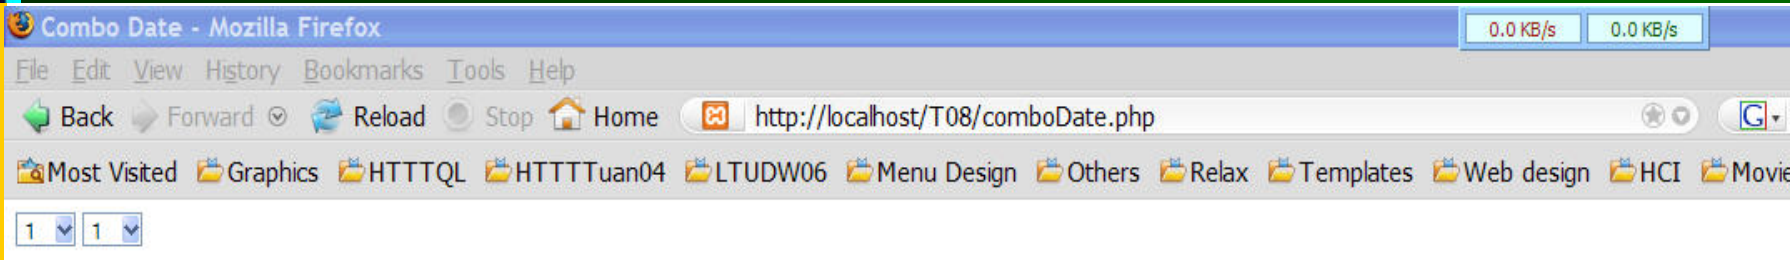 Combo Date - Mozilla Firefox 0.0 KB/s 0.0 KB/s
File Edit View History Bookmarks Tools Help
Back Forward Reload Stop Home http://localhost/T08/comboDate.php G
Most Visited Graphics HTTTQL HTTTTuan04 LTUDW06 Menu Design Others Relax Templates Web design HCI Movie
1 1